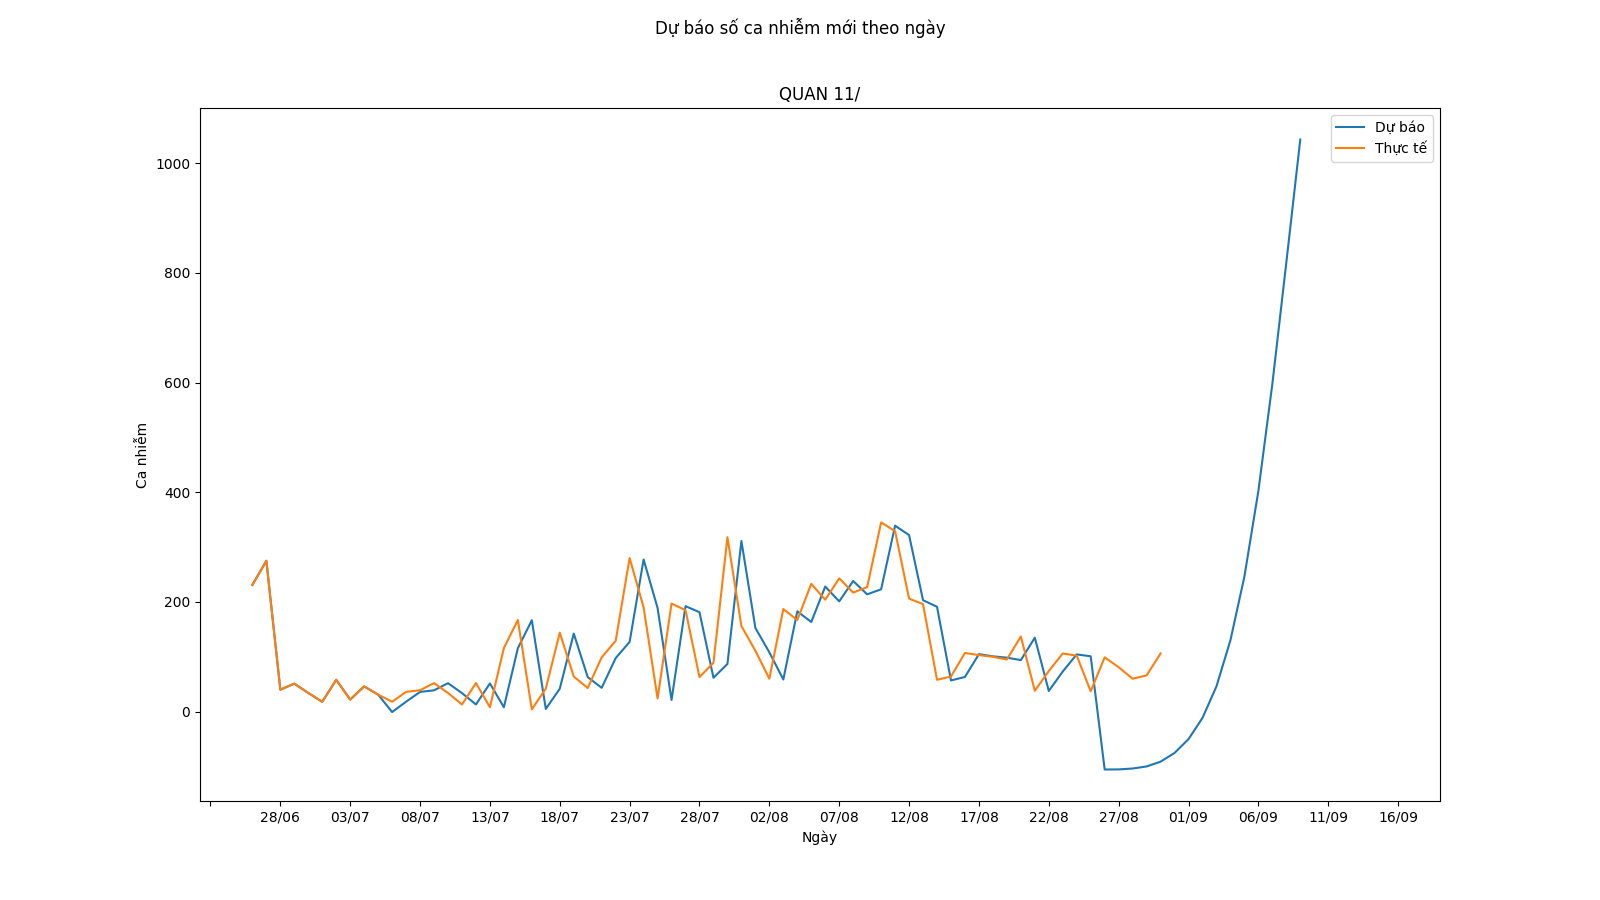 Dự báo số ca nhiễm mới theo ngày
QUAN 11/
Dự báo
Thực tế
1000
800
600
400
200
0
Ca nhiễm
28/06 03/07 08/07 13/07 18/07 23/07 28/07 02/08 07/08 12/08 17/08 22/08 27/08 01/09 06/09 11/09 16/09
Ngày